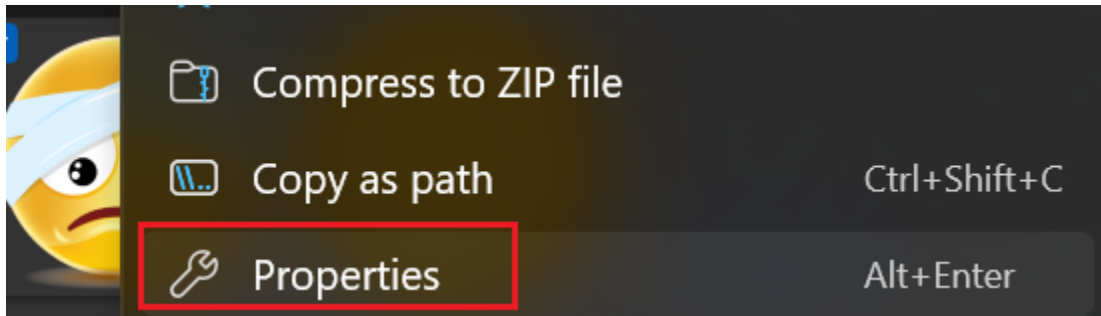 Compress to ZIP file
Copy as path Ctrl+Shift+C
Properties Alt+Enter